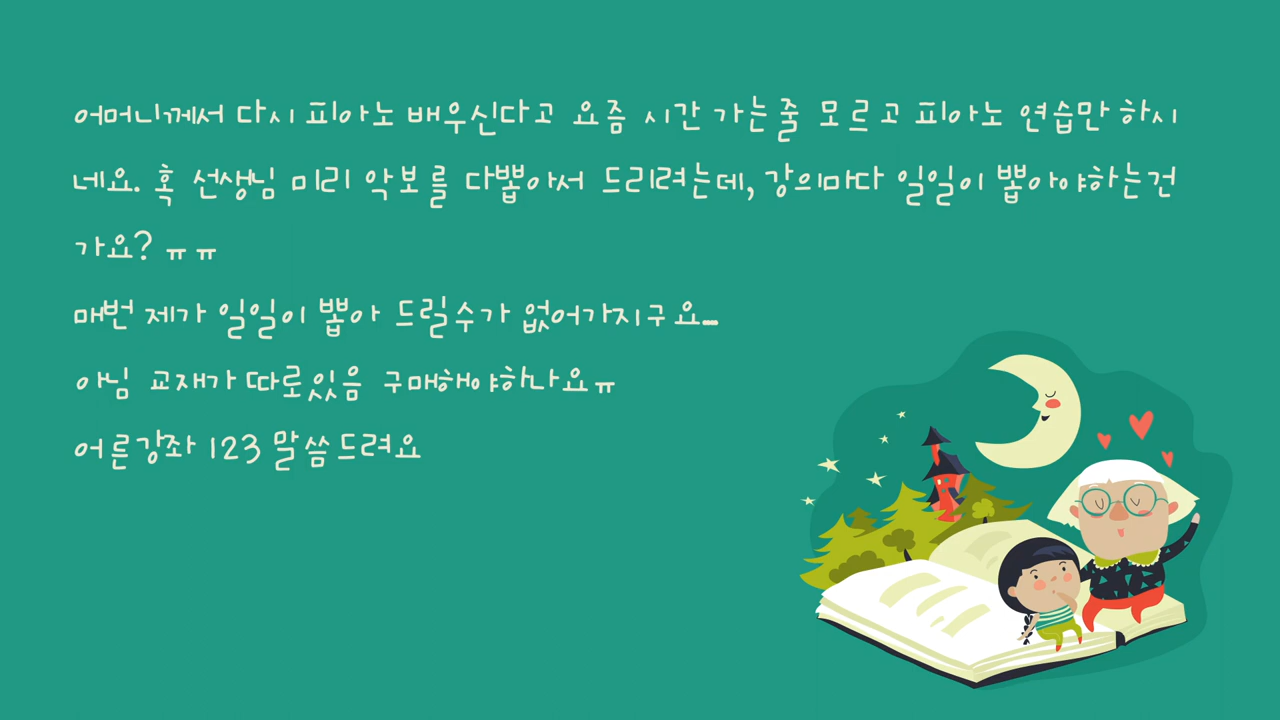 어머니께서 다시 피아노 배우신다고 요즘 시간 가는 줄 모르고 피아노 연습만 하시
네요. 혹 선생님 미리 악보를 다뽑아서 드리려는데, 강의마다 일일이 뽑아야하는건
가요? ㅠㅠ
매번 제가 일일이 뽑아 드릴수가 없어가지구요...
아님 교재가 따로있음 구매해야하나요ㅠ
어른강좌 123 말씀드려요